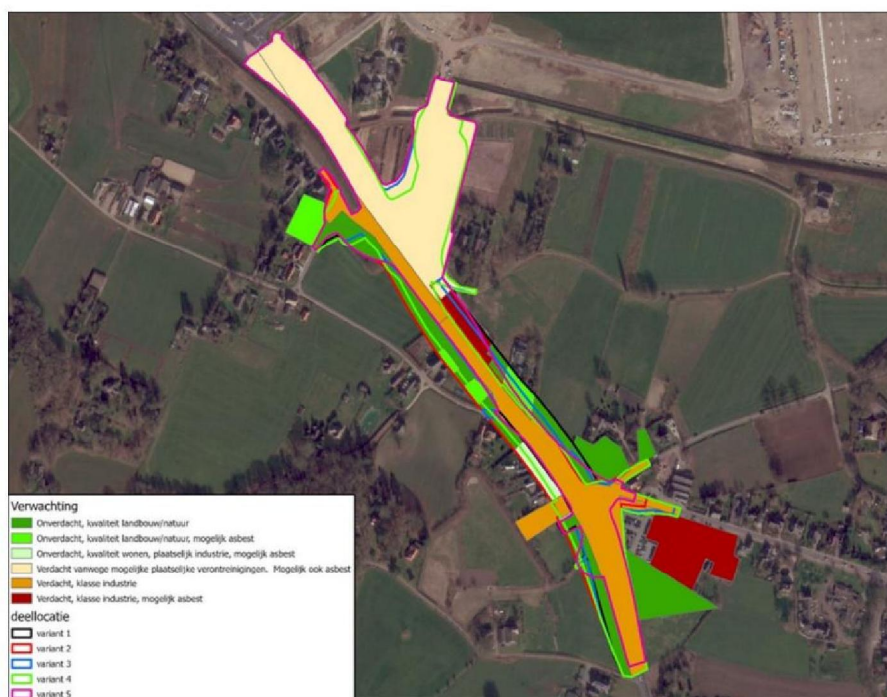 Verwachting
Onverdacht, kwaliteit landbouw/natuur
Onverdacht, kwaliteit landbouw/natuur, mogelijk asbest
Onverdacht, kwaliteit wonen, plaatselijk industrie, mogelijk asbest
Verdacht vanwege mogelijke plaatselijke verontreinigingen. Mogelijk ook asbest
Verdacht, klasse industrie
Verdacht, klasse industrie, mogelijk asbest
deellocatie
variant 1
variant 2
variant 3
variant 4
variant 5